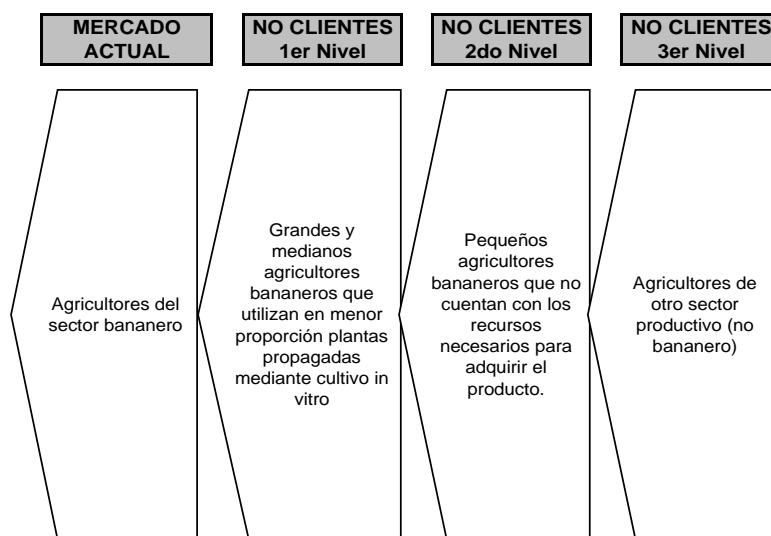 MERCADO
ACTUAL
NO CLIENTES
1er Nivel
NO CLIENTES
2do Nivel
NO CLIENTES
3er Nivel
Agricultores del
sector bananero
Grandes y
medianos
agricultores
bananeros que
utilizan en menor
proporción plantas
propagadas
mediante cultivo in
vitro
Pequeños
agricultores
bananeros que no
cuentan con los
recursos
necesarios para
adquirir el
producto.
Agricultores de
otro sector
productivo (no
bananero)